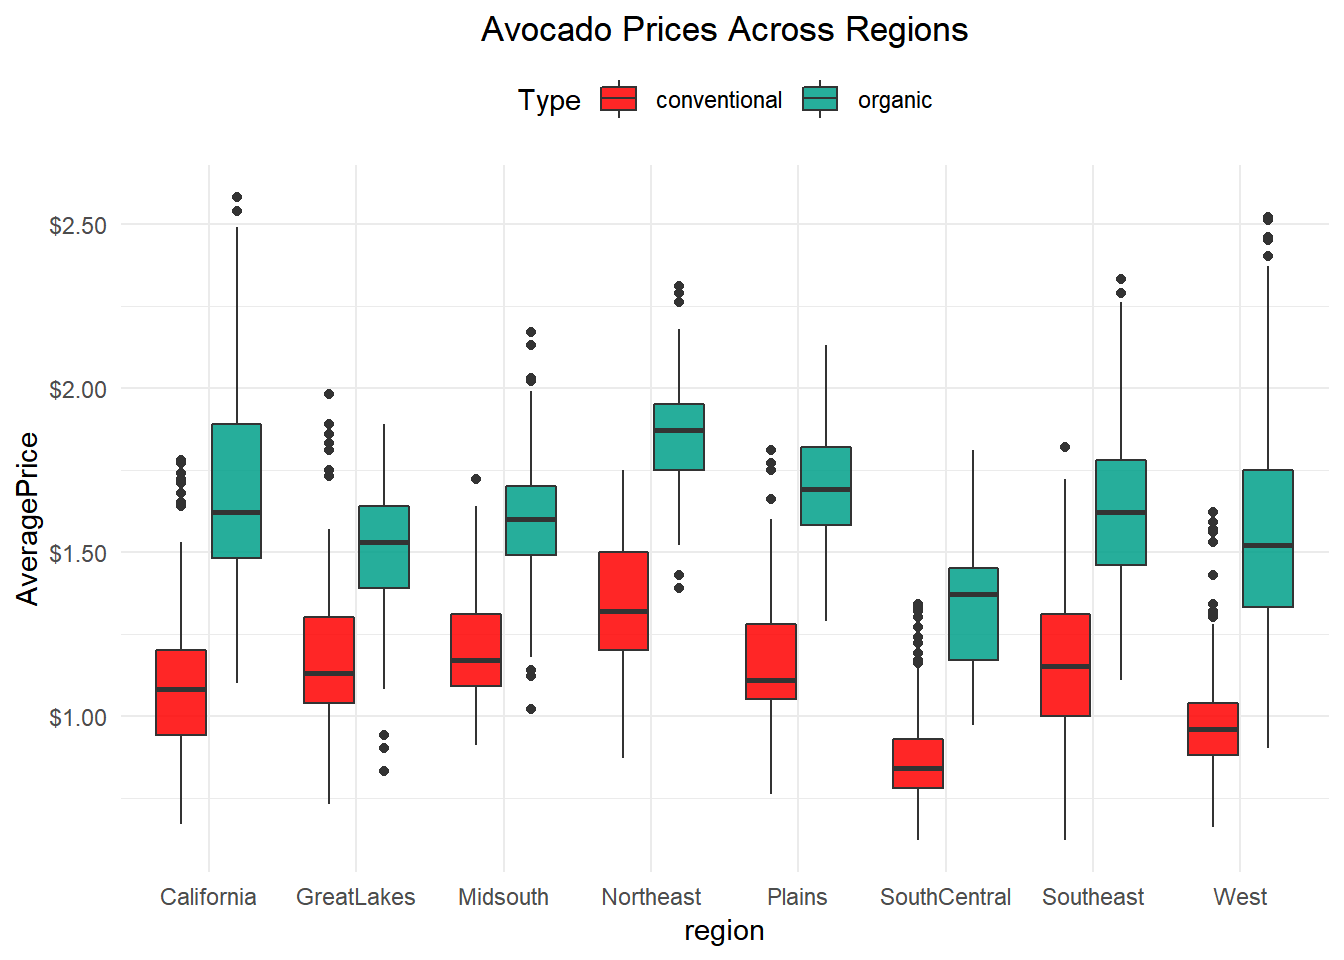 Avocado Prices Across Regions
Type conventional organic
$2.50
$2.00
$1.50
$1.00
AveragePrice
California GreatLakes Midsouth Northeast Plains SouthCentral Southeast West
region